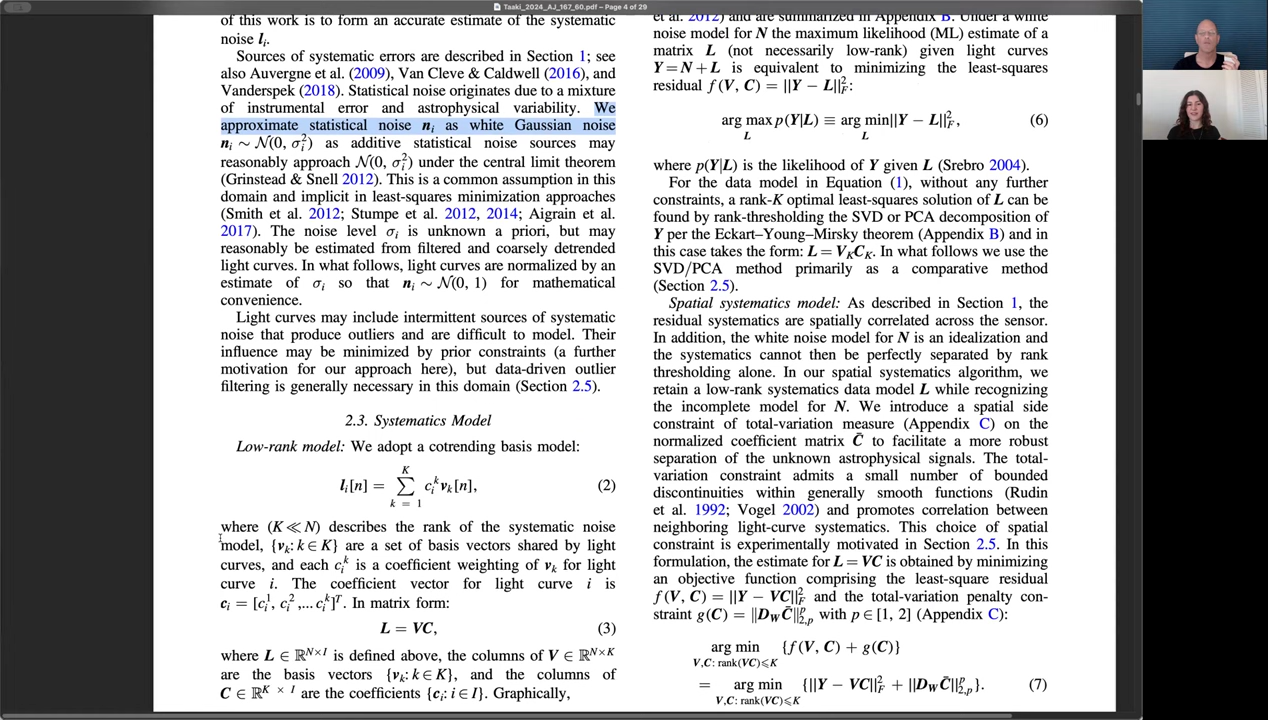 Taaki_2024_AJ_167_60.pdf – Page 4 of 29
of this work is to form an accurate estimate of the systematic
noise lᵢ.
Sources of systematic errors are described in Section 1; see
also Auvergne et al. (2009), Van Cleve & Caldwell (2016), and
Vanderspek (2018). Statistical noise originates due to a mixture
of instrumental error and astrophysical variability. We
approximate statistical noise nᵢ as white Gaussian noise
nᵢ ∼ 𝒩(0, σᵢ²) as additive statistical noise sources may
reasonably approach 𝒩(0, σᵢ²) under the central limit theorem
(Grinstead & Snell 2012). This is a common assumption in this
domain and implicit in least-squares minimization approaches
(Smith et al. 2012; Stumpe et al. 2012, 2014; Aigrain et al.
2017). The noise level σᵢ is unknown a priori, but may
reasonably be estimated from filtered and coarsely detrended
light curves. In what follows, light curves are normalized by an
estimate of σᵢ so that nᵢ ∼ 𝒩(0, 1) for mathematical
convenience.
Light curves may include intermittent sources of systematic
noise that produce outliers and are difficult to model. Their
influence may be minimized by prior constraints (a further
motivation for our approach here), but data-driven outlier
filtering is generally necessary in this domain (Section 2.5).
2.3. Systematics Model
Low-rank model: We adopt a cotrending basis model:
lᵢ[n] = ∑ cᵢᵏ vₖ[n], (2)
K
k = 1
where (K ≪ N) describes the rank of the systematic noise
model, {vₖ: k ∈ K} are a set of basis vectors shared by light
curves, and each cᵢᵏ is a coefficient weighting of vₖ for light
curve i. The coefficient vector for light curve i is
cᵢ = [cᵢ¹, cᵢ²,... cᵢᵏ]ᵀ. In matrix form:
L = VC, (3)
where L ∈ ℝᴺˣᴵ is defined above, the columns of V ∈ ℝᴺˣᴷ
are the basis vectors {vₖ: k ∈ K}, and the columns of
C ∈ ℝᴷ ˣ ᴵ are the coefficients {cᵢ: i ∈ I}. Graphically,
et al. 2012) and are summarized in Appendix B. Under a white
noise model for N the maximum likelihood (ML) estimate of a
matrix L (not necessarily low-rank) given light curves
Y = N + L is equivalent to minimizing the least-squares
residual f(V, C) = ||Y − L||²_F:
arg max p(Y|L) ≡ arg min||Y − L||²_F, (6)
L L
where p(Y|L) is the likelihood of Y given L (Srebro 2004).
For the data model in Equation (1), without any further
constraints, a rank-K optimal least-squares solution of L can be
found by rank-thresholding the SVD or PCA decomposition of
Y per the Eckart–Young–Mirsky theorem (Appendix B) and in
this case takes the form: L = V_K C_K. In what follows we use the
SVD/PCA method primarily as a comparative method
(Section 2.5).
Spatial systematics model: As described in Section 1, the
residual systematics are spatially correlated across the sensor.
In addition, the white noise model for N is an idealization and
the systematics cannot then be perfectly separated by rank
thresholding alone. In our spatial systematics algorithm, we
retain a low-rank systematics data model L while recognizing
the incomplete model for N. We introduce a spatial side
constraint of total-variation measure (Appendix C) on the
normalized coefficient matrix C̄ to facilitate a more robust
separation of the unknown astrophysical signals. The total-
variation constraint admits a small number of bounded
discontinuities within generally smooth functions (Rudin
et al. 1992; Vogel 2002) and promotes correlation between
neighboring light-curve systematics. This choice of spatial
constraint is experimentally motivated in Section 2.5. In this
formulation, the estimate for L = VC is obtained by minimizing
an objective function comprising the least-square residual
f(V, C) = ||Y − VC||²_F and the total-variation penalty con-
straint g(C) = ||D_W C̄||ᵖ_2,p with p ∈ [1, 2] (Appendix C):
arg min {f(V, C) + g(C)}
V,C: rank(VC)⩽K
= arg min {||Y − VC||²_F + ||D_W C̄||ᵖ_2,p}. (7)
V,C: rank(VC)⩽K